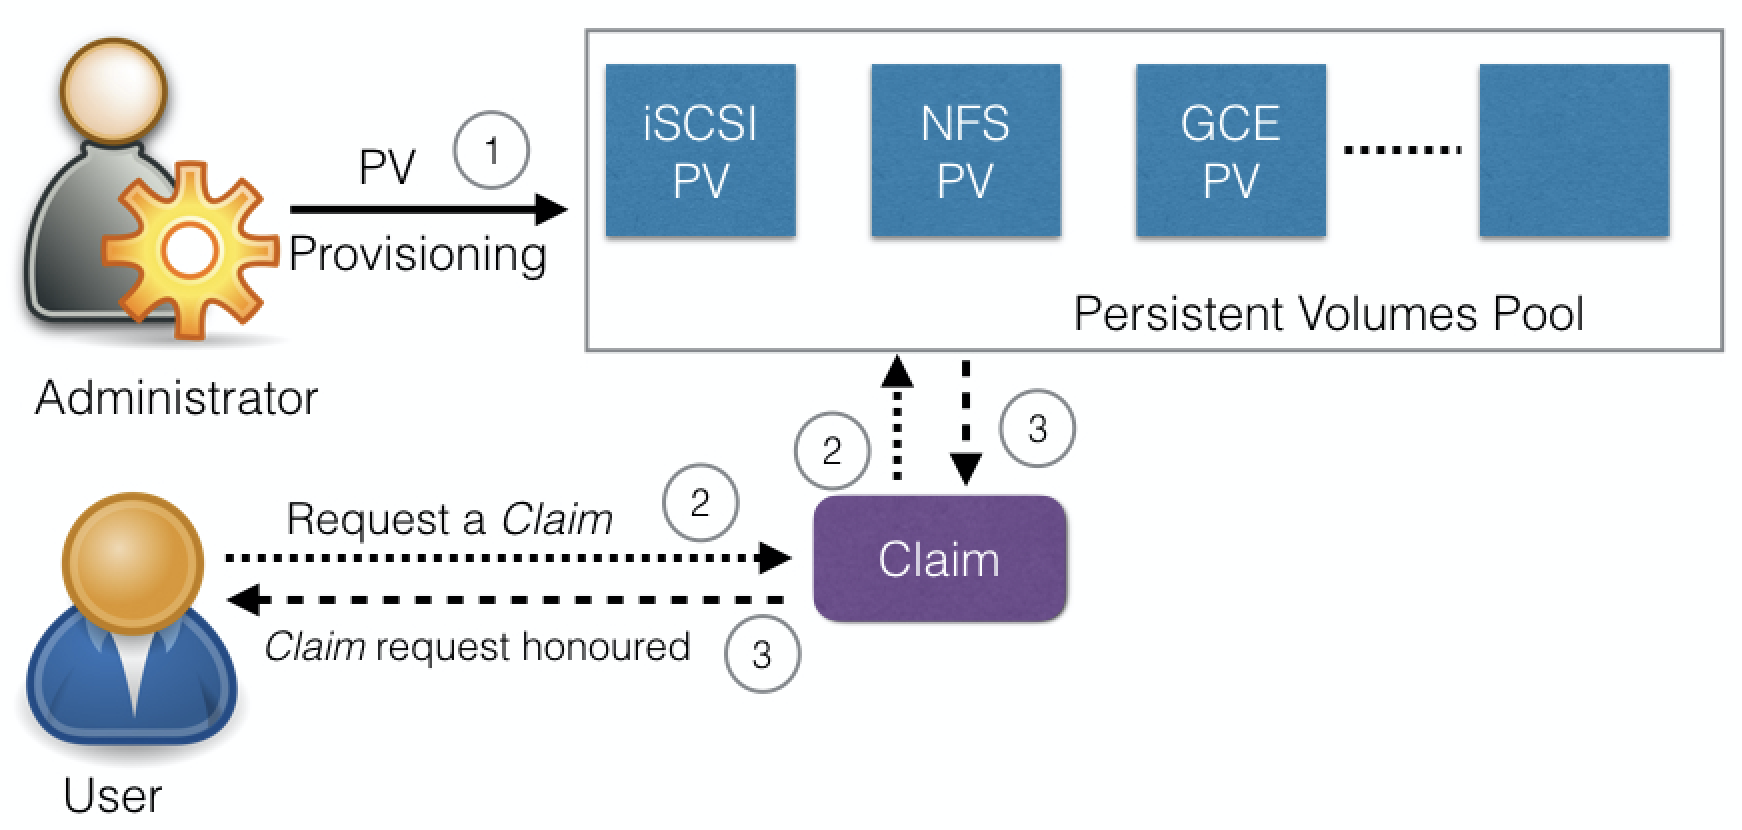 iSCSI
PV
NFS
PV
GCE
PV
PV
1
Provisioning
Persistent Volumes Pool
Administrator
2
3
Request a Claim
2
Claim
Claim request honoured
3
User